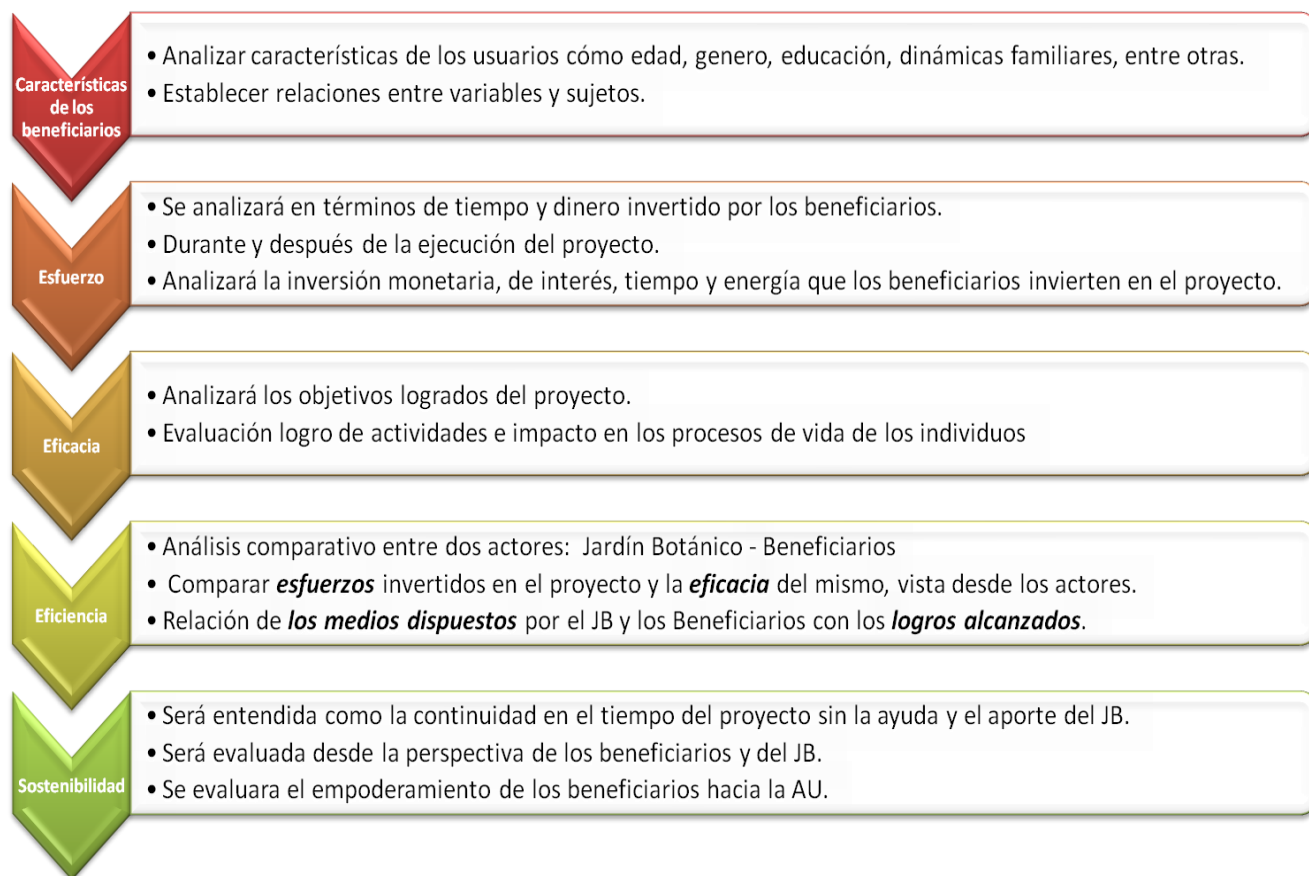 Características
de los
beneficiarios
• Analizar características de los usuarios cómo edad, genero, educación, dinámicas familiares, entre otras.
• Establecer relaciones entre variables y sujetos.
Esfuerzo
• Se analizará en términos de tiempo y dinero invertido por los beneficiarios.
• Durante y después de la ejecución del proyecto.
• Analizará la inversión monetaria, de interés, tiempo y energía que los beneficiarios invierten en el proyecto.
Eficacia
• Analizará los objetivos logrados del proyecto.
• Evaluación logro de actividades e impacto en los procesos de vida de los individuos
Eficiencia
• Análisis comparativo entre dos actores: Jardín Botánico - Beneficiarios
• Comparar esfuerzos invertidos en el proyecto y la eficacia del mismo, vista desde los actores.
• Relación de los medios dispuestos por el JB y los Beneficiarios con los logros alcanzados.
Sostenibilidad
• Será entendida como la continuidad en el tiempo del proyecto sin la ayuda y el aporte del JB.
• Será evaluada desde la perspectiva de los beneficiarios y del JB.
• Se evaluara el empoderamiento de los beneficiarios hacia la AU.